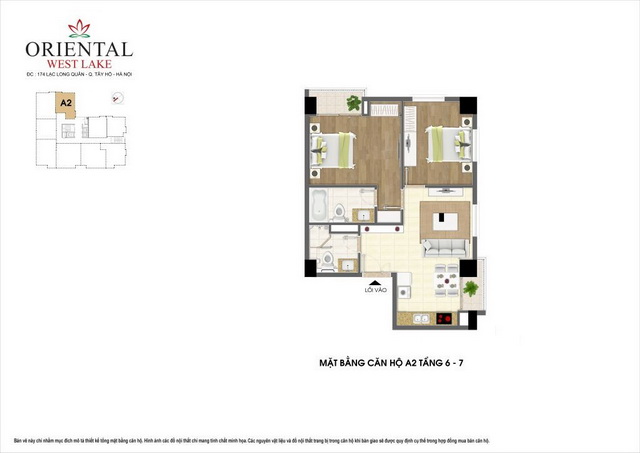 ORIENTAL
WEST LAKE
ĐC : 174 LẠC LONG QUÂN - Q. TÂY HỒ - HÀ NỘI
A2
LỐI VÀO
MẶT BẰNG CĂN HỘ A2 TẦNG 6 - 7
Bản vẽ này chỉ nhằm mục đích mô tả thiết kế tổng mặt bằng căn hộ. Hình ảnh các đồ nội thất chỉ mang tính chất minh họa. Các nguyên vật liệu và đồ nội thất trang bị trong căn hộ khi bàn giao sẽ được quy định cụ thể trong hợp đồng mua bán căn hộ.